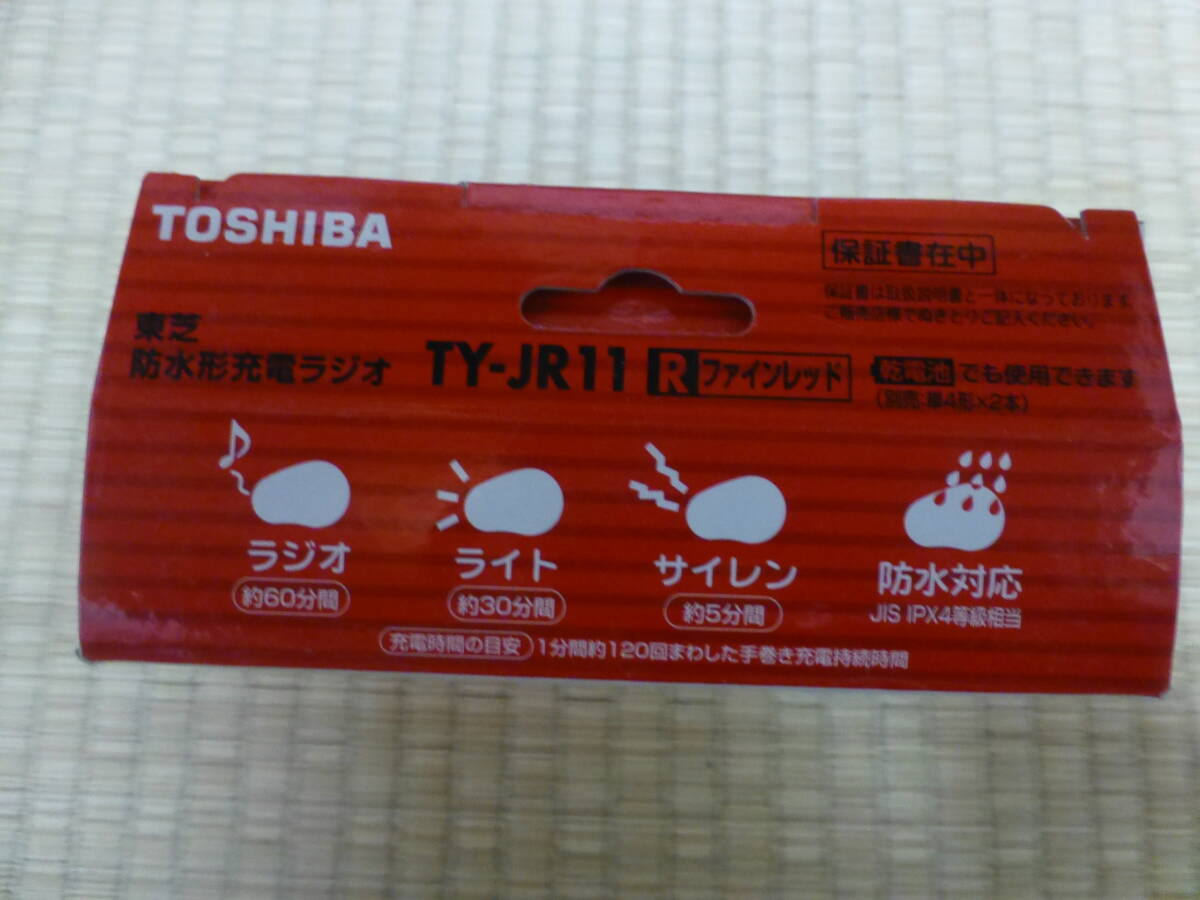 TOSHIBA
保証書在中
保証書は取扱説明書と一体になっております。
ご販売店様でぬきとりご記入ください。
東芝
防水形充電ラジオ TY-JR11 R ファインレッド
乾電池でも使用できます
(別売:単4形×2本)
ラジオ
約60分間
ライト
約30分間
サイレン
約5分間
防水対応
JIS IPX4等級相当
充電時間の目安 1分間約120回まわした手巻き充電持続時間